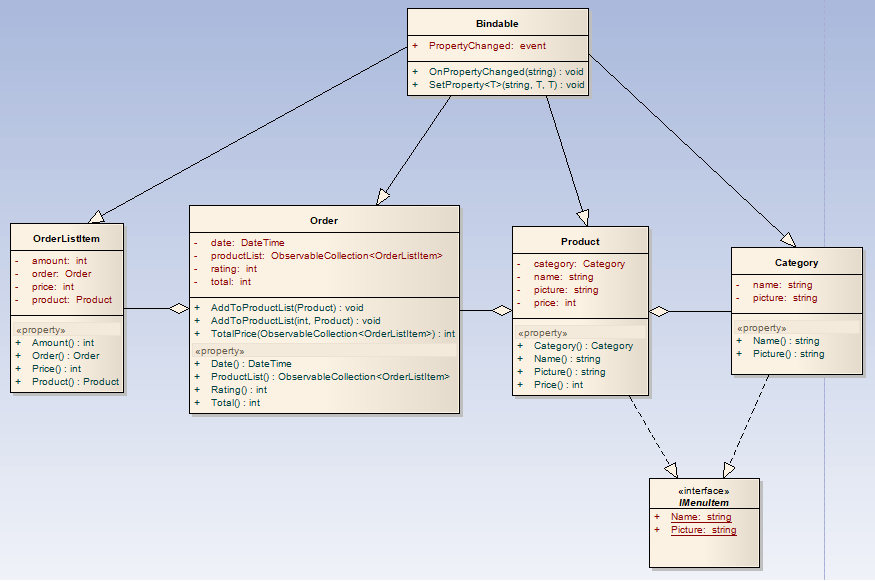 Bindable
+ PropertyChanged: event
+ OnPropertyChanged(string) : void
+ SetProperty<T>(string, T, T) : void
OrderListItem
- amount: int
- order: Order
- price: int
- product: Product
«property»
+ Amount() : int
+ Order() : Order
+ Price() : int
+ Product() : Product
Order
- date: DateTime
- productList: ObservableCollection<OrderListItem>
- rating: int
- total: int
+ AddToProductList(Product) : void
+ AddToProductList(int, Product) : void
+ TotalPrice(ObservableCollection<OrderListItem>) : int
«property»
+ Date() : DateTime
+ ProductList() : ObservableCollection<OrderListItem>
+ Rating() : int
+ Total() : int
Product
- category: Category
- name: string
- picture: string
- price: int
«property»
+ Category() : Category
+ Name() : string
+ Picture() : string
+ Price() : int
Category
- name: string
- picture: string
«property»
+ Name() : string
+ Picture() : string
«interface»
IMenuItem
+ Name: string
+ Picture: string